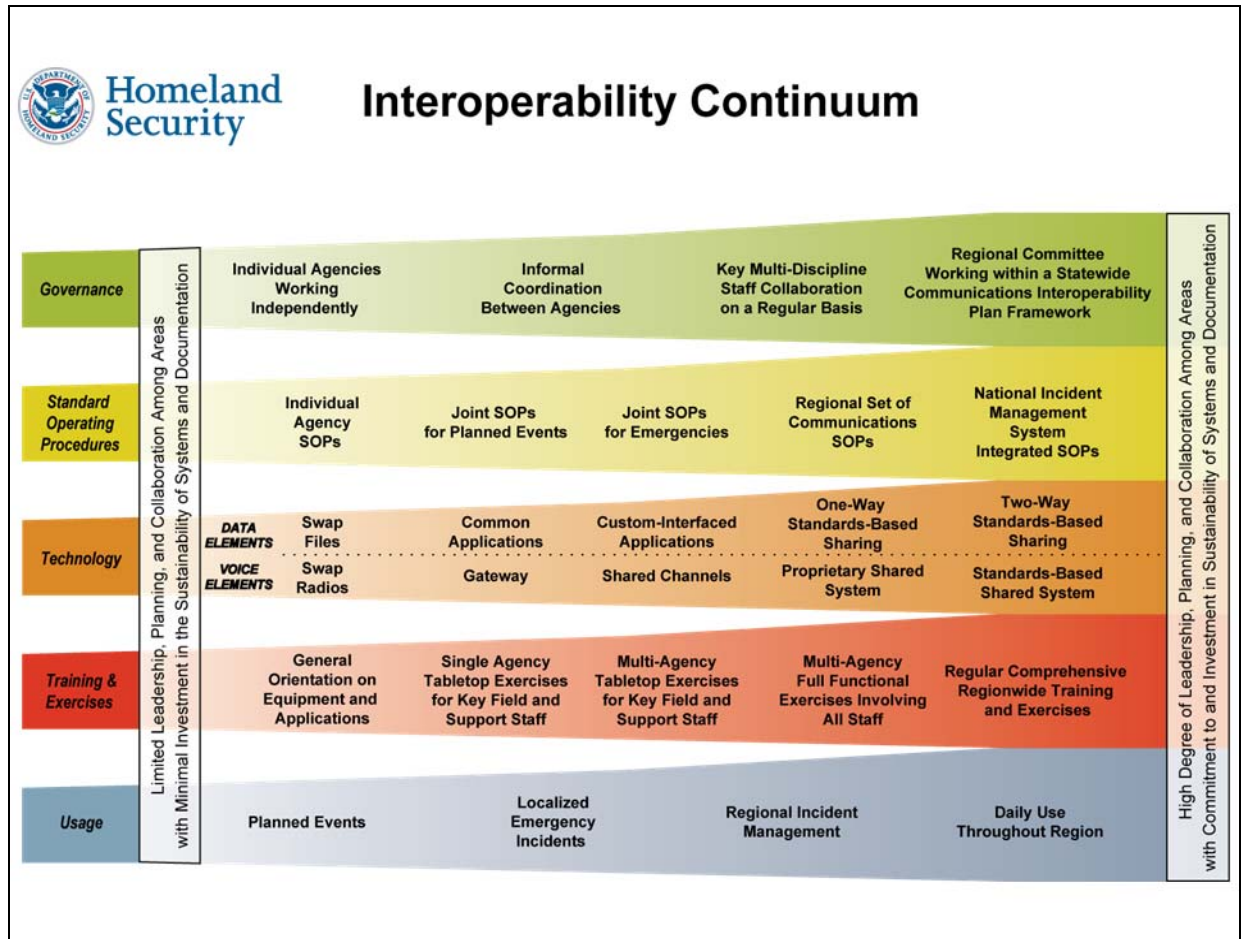 U.S. DEPARTMENT OF
HOMELAND SECURITY
Homeland
Security
Interoperability Continuum
Limited Leadership, Planning, and Collaboration Among Areas
with Minimal Investment in the Sustainability of Systems and Documentation
Governance
Individual Agencies
Working
Independently
Informal
Coordination
Between Agencies
Key Multi-Discipline
Staff Collaboration
on a Regular Basis
Regional Committee
Working within a Statewide
Communications Interoperability
Plan Framework
Standard
Operating
Procedures
Individual
Agency
SOPs
Joint SOPs
for Planned Events
Joint SOPs
for Emergencies
Regional Set of
Communications
SOPs
National Incident
Management
System
Integrated SOPs
Technology
DATA
ELEMENTS
Swap
Files
Common
Applications
Custom-Interfaced
Applications
One-Way
Standards-Based
Sharing
Two-Way
Standards-Based
Sharing
VOICE
ELEMENTS
Swap
Radios
Gateway
Shared Channels
Proprietary Shared
System
Standards-Based
Shared System
Training &
Exercises
General
Orientation on
Equipment and
Applications
Single Agency
Tabletop Exercises
for Key Field and
Support Staff
Multi-Agency
Tabletop Exercises
for Key Field and
Support Staff
Multi-Agency
Full Functional
Exercises Involving
All Staff
Regular Comprehensive
Regionwide Training
and Exercises
Usage
Planned Events
Localized
Emergency
Incidents
Regional Incident
Management
Daily Use
Throughout Region
High Degree of Leadership, Planning, and Collaboration Among Areas
with Commitment to and Investment in Sustainability of Systems and Documentation